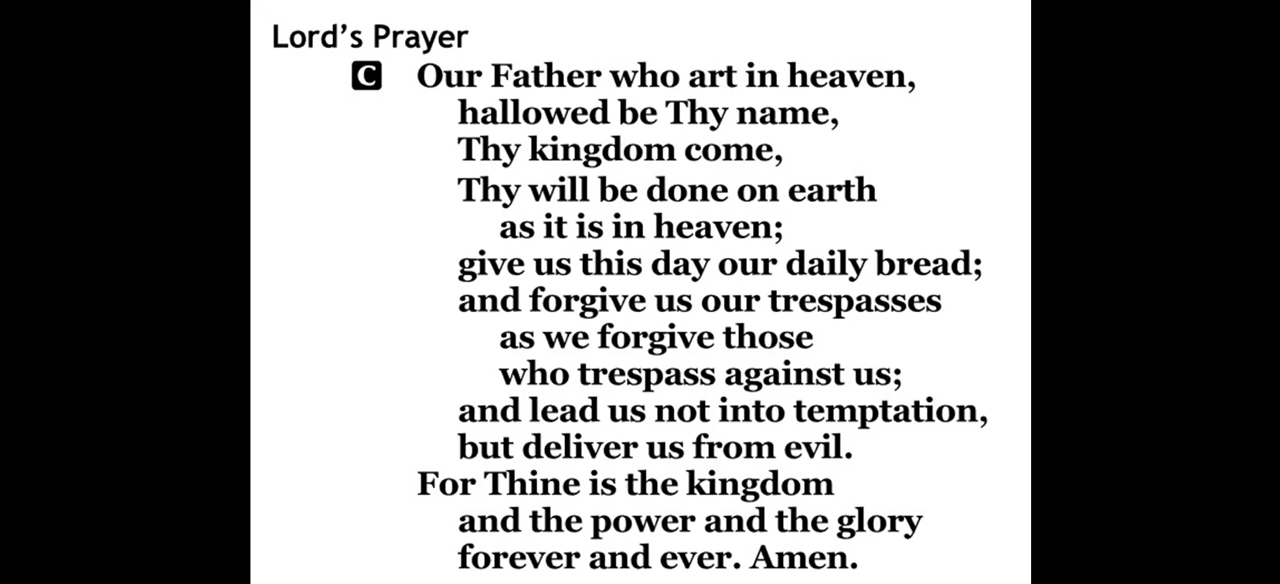 Lord's Prayer
C Our Father who art in heaven,
hallowed be Thy name,
Thy kingdom come,
Thy will be done on earth
as it is in heaven;
give us this day our daily bread;
and forgive us our trespasses
as we forgive those
who trespass against us;
and lead us not into temptation,
but deliver us from evil.
For Thine is the kingdom
and the power and the glory
forever and ever. Amen.